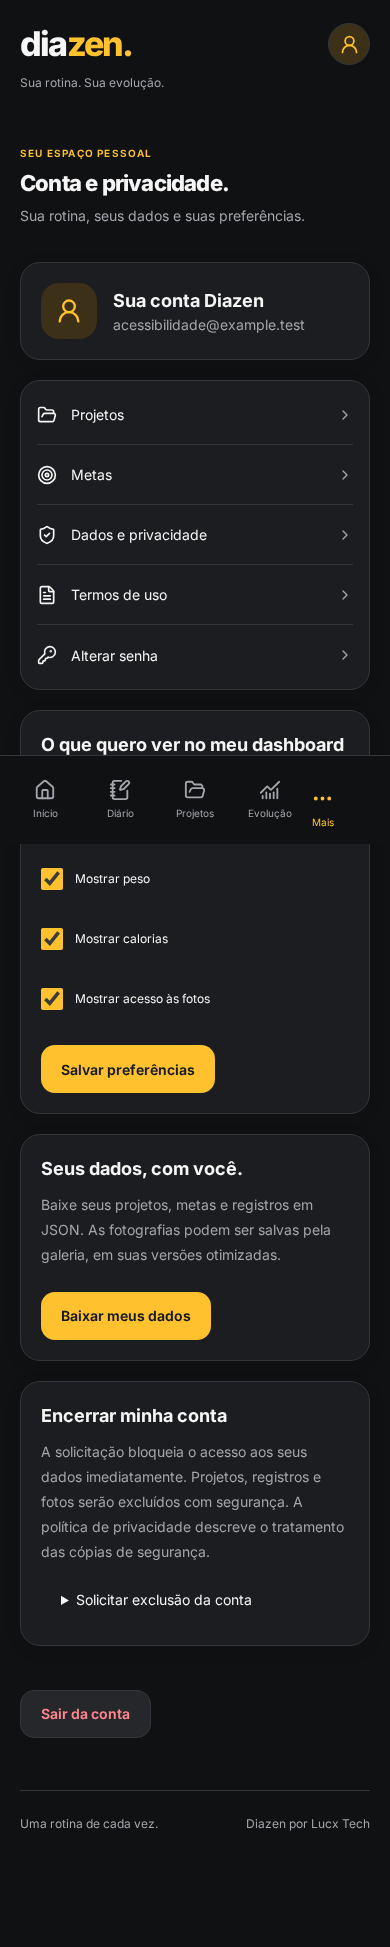 diazen.
Sua rotina. Sua evolução.
SEU ESPAÇO PESSOAL
Conta e privacidade.
Sua rotina, seus dados e suas preferências.
Sua conta Diazen
acessibilidade@example.test
Projetos
Metas
Dados e privacidade
Termos de uso
Alterar senha
O que quero ver no meu dashboard
Início
Diário
Projetos
Evolução
Mais
Mostrar peso
Mostrar calorias
Mostrar acesso às fotos
Salvar preferências
Seus dados, com você.
Baixe seus projetos, metas e registros em
JSON. As fotografias podem ser salvas pela
galeria, em suas versões otimizadas.
Baixar meus dados
Encerrar minha conta
A solicitação bloqueia o acesso aos seus
dados imediatamente. Projetos, registros e
fotos serão excluídos com segurança. A
política de privacidade descreve o tratamento
das cópias de segurança.
Solicitar exclusão da conta
Sair da conta
Uma rotina de cada vez.
Diazen por Lucx Tech